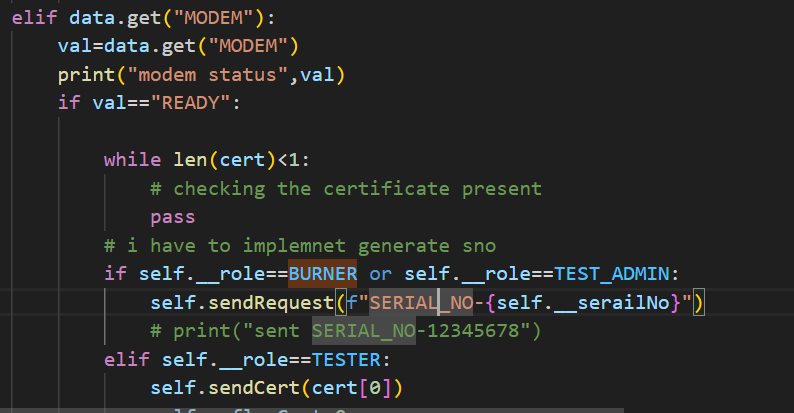 elif data.get("MODEM"):
val=data.get("MODEM")
print("modem status",val)
if val=="READY":
while len(cert)<1:
# checking the certificate present
pass
# i have to implemnet generate sno
if self.__role==BURNER or self.__role==TEST_ADMIN:
self.sendRequest(f"SERIAL_NO-{self.__serailNo}")
# print("sent SERIAL_NO-12345678")
elif self.__role==TESTER:
self.sendCert(cert[0])